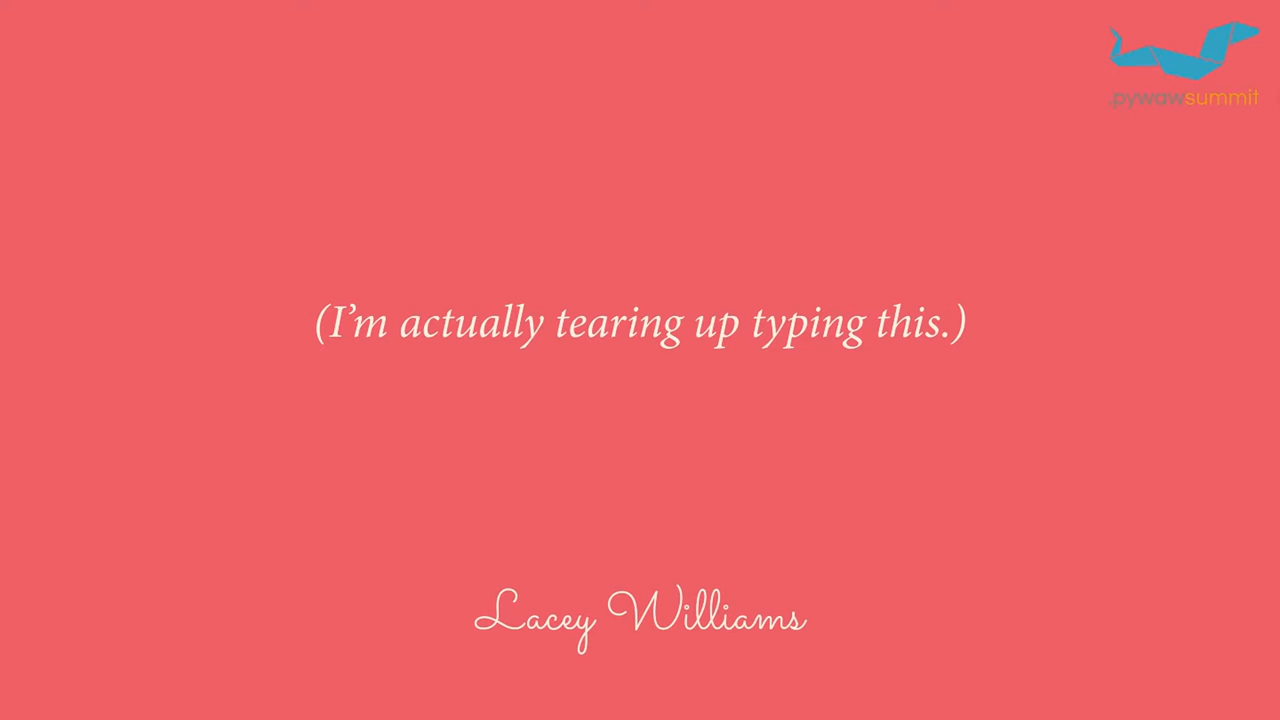 .pywawsummit
(I’m actually tearing up typing this.)
Lacey Williams